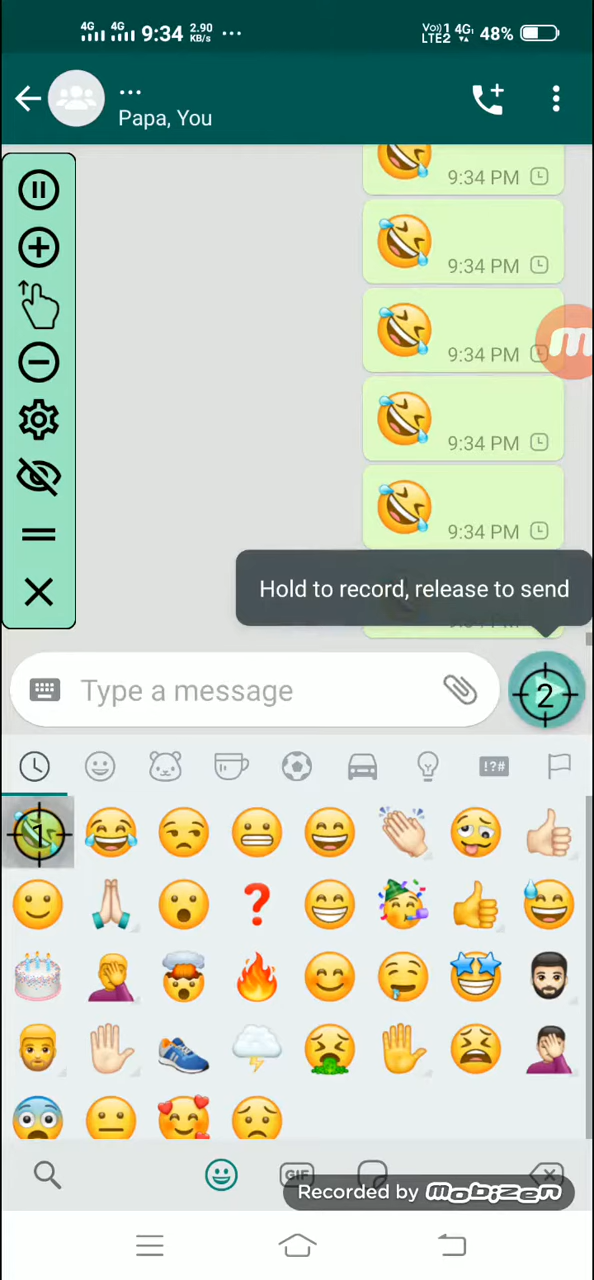 4G 4G 9:34 2.90 KB/s ... Vo)) 1 LTE2 4G 48%
...
Papa, You
9:34 PM
9:34 PM
9:34 PM
9:34 PM
9:34 PM
Hold to record, release to send
Type a message
2
!?#
1
GIF
Recorded by mobizen